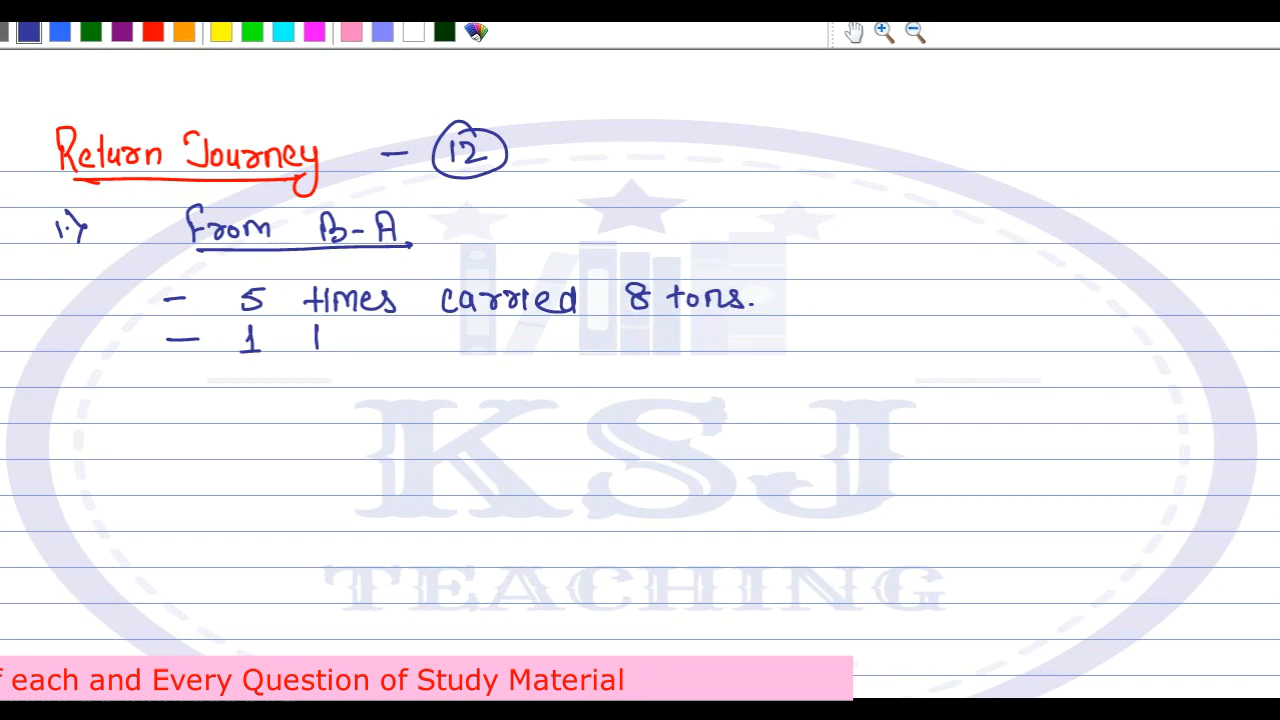 Return Journey - 12
1.) From B-A
- 5 times carried 8 tons.
- 1
KSJ
TEACHING
f each and Every Question of Study Material